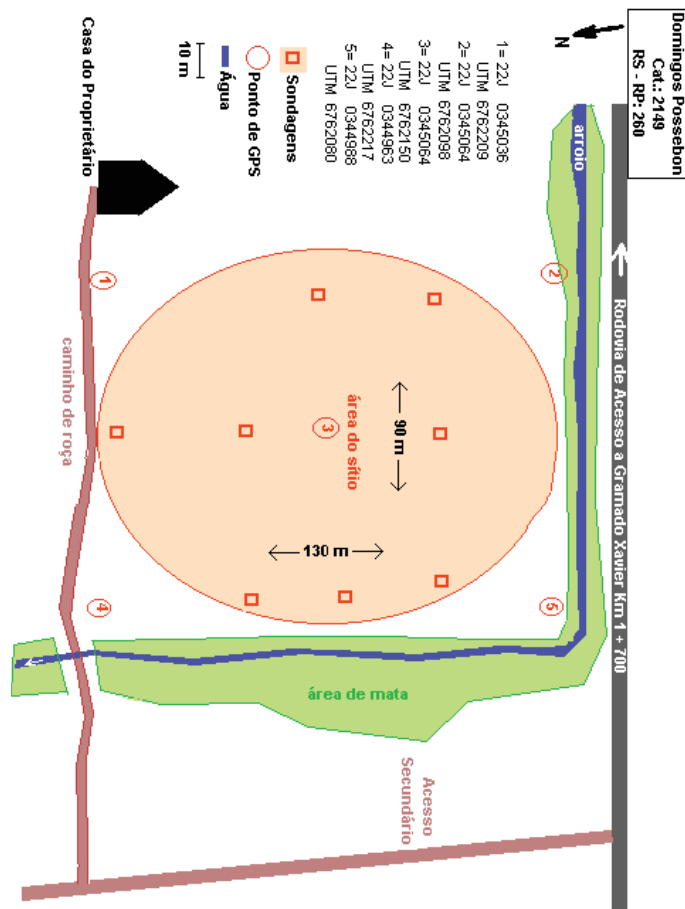 Domingos Possebon
Cat.: 2149
RS - RP: 260
N
1= 22J 0345036
UTM 6762209
2= 22J 0345064
UTM 6762098
3= 22J 0345064
UTM 6762150
4= 22J 0344963
UTM 6762217
5= 22J 0344988
UTM 6762080
Sondagens
Ponto de GPS
Água
10 m
Casa do Proprietário
arroio
Rodovia de Acesso a Gramado Xavier Km 1 + 700
1
2
3
4
5
área do sítio
90 m
130 m
caminho de roça
área de mata
Acesso
Secundário